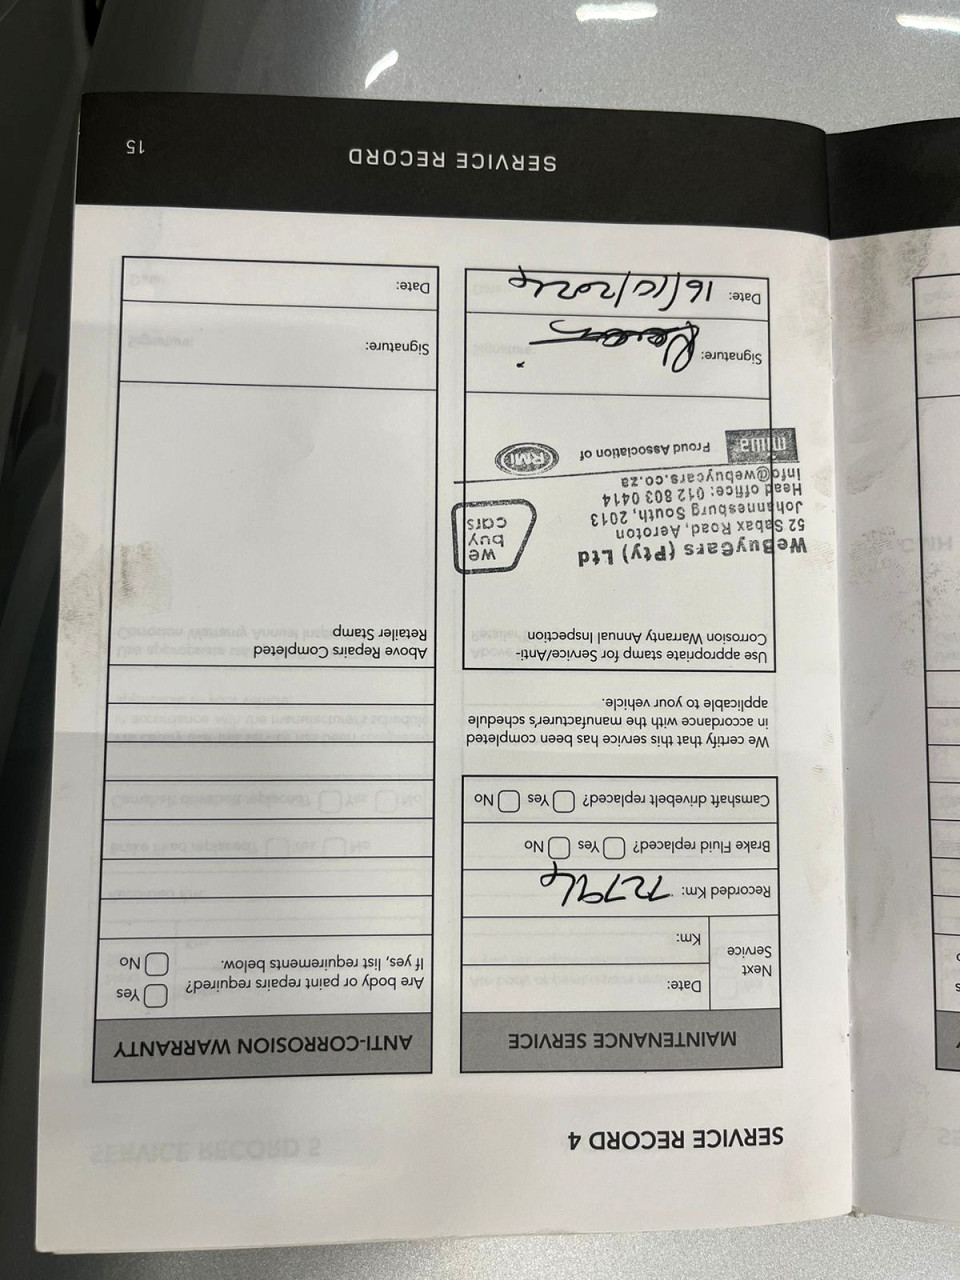 SERVICE RECORD 4
MAINTENANCE SERVICE
Next
Service
Date:
Km:
Recorded Km: 72794
Brake Fluid replaced? Yes No
Camshaft drivebelt replaced? Yes No
We certify that this service has been completed
in accordance with the manufacturer's schedule
applicable to your vehicle.
Use appropriate stamp for Service/Anti-
Corrosion Warranty Annual Inspection
WeBuyCars (Pty) Ltd
52 Sabax Road, Aeroton
Johannesburg South, 2013
Head office: 012 803 0414
info@webuycars.co.za
we
buy
cars
miwa Proud Association of RMI
Signature:
Date: 16/10/2024
ANTI-CORROSION WARRANTY
Are body or paint repairs required? Yes
If yes, list requirements below. No
Above Repairs Completed
Retailer Stamp
Signature:
Date:
SERVICE RECORD
15